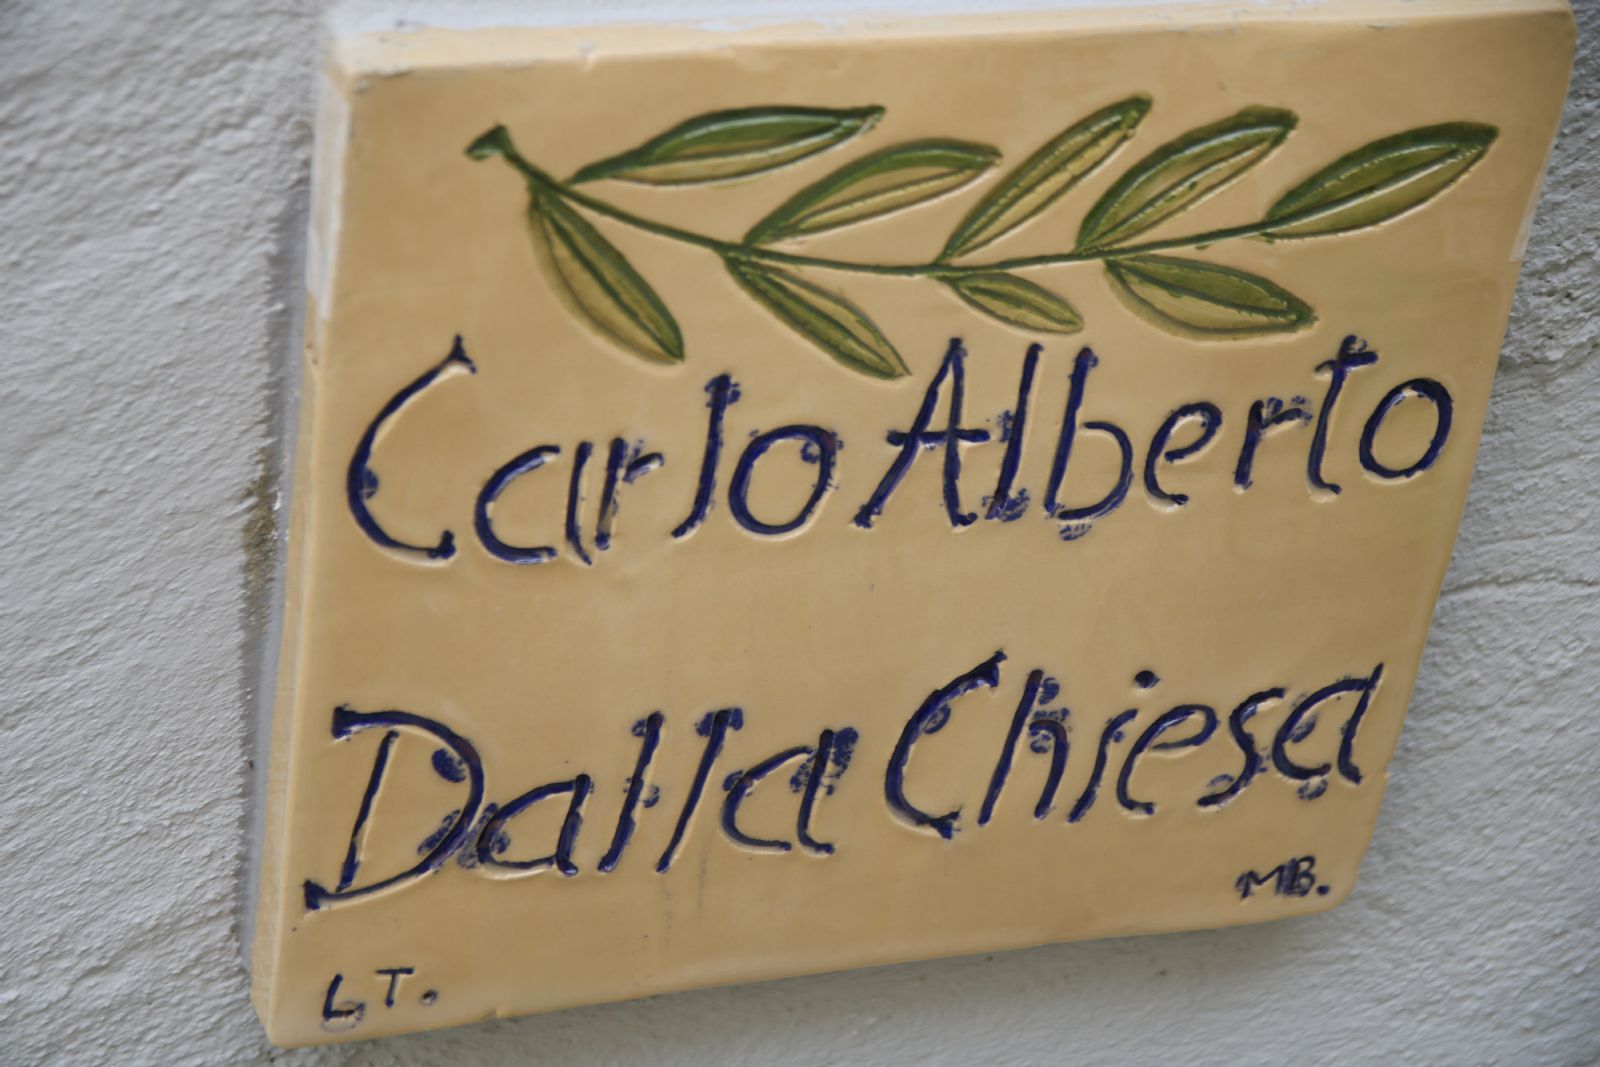 Carlo Alberto
Dalla Chiesa
MB.
LT.